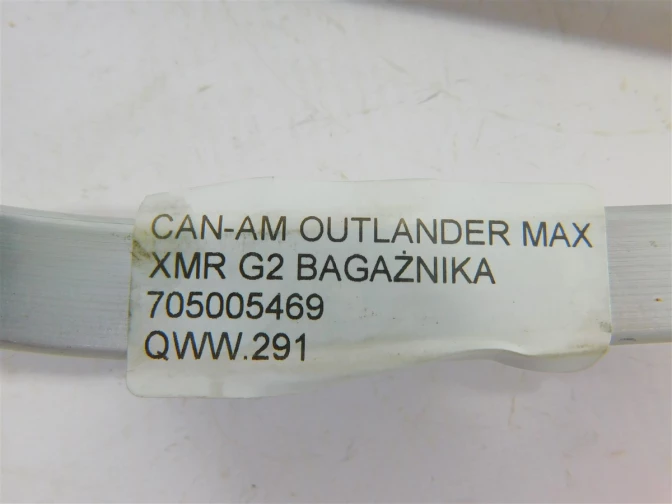 CAN-AM OUTLANDER MAX
XMR G2 BAGAŻNIKA
705005469
QWW.291